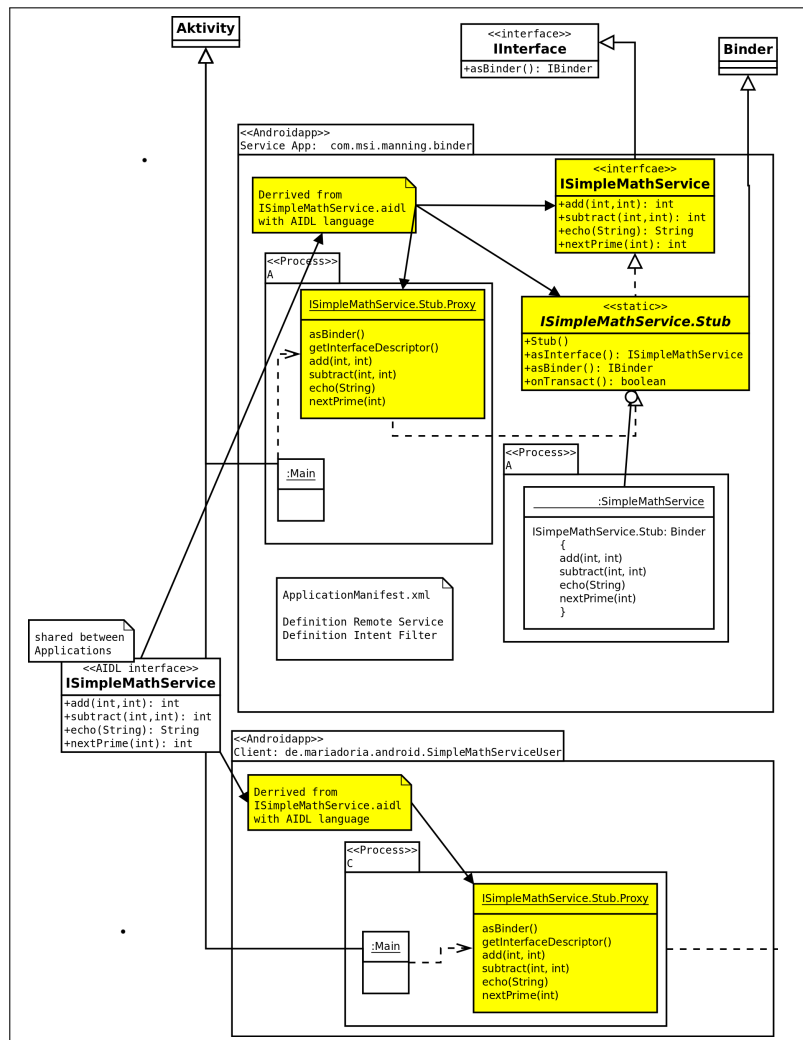 Aktivity
<<interface>>
IInterface
+asBinder(): IBinder
Binder
<<Androidapp>>
Service App:  com.msi.manning.binder
<<interfcae>>
ISimpleMathService
+add(int,int): int
+subtract(int,int): int
+echo(String): String
+nextPrime(int): int
Derrived from
ISimpleMathService.aidl
with AIDL language
<<Process>>
A
ISimpleMathService.Stub.Proxy
asBinder()
getInterfaceDescriptor()
add(int, int)
subtract(int, int)
echo(String)
nextPrime(int)
<<static>>
ISimpleMathService.Stub
+Stub()
+asInterface(): ISimpleMathService
+asBinder(): IBinder
+onTransact(): boolean
:Main
<<Process>>
A
:SimpleMathService
ISimpeMathService.Stub: Binder
{
add(int, int)
subtract(int, int)
echo(String)
nextPrime(int)
}
ApplicationManifest.xml
Definition Remote Service
Definition Intent Filter
shared between
Applications
<<AIDL interface>>
ISimpleMathService
+add(int,int): int
+subtract(int,int): int
+echo(String): String
+nextPrime(int): int
<<Androidapp>>
Client: de.mariadoria.android.SimpleMathServiceUser
Derrived from
ISimpleMathService.aidl
with AIDL language
<<Process>>
C
ISimpleMathService.Stub.Proxy
asBinder()
getInterfaceDescriptor()
add(int, int)
subtract(int, int)
echo(String)
nextPrime(int)
:Main